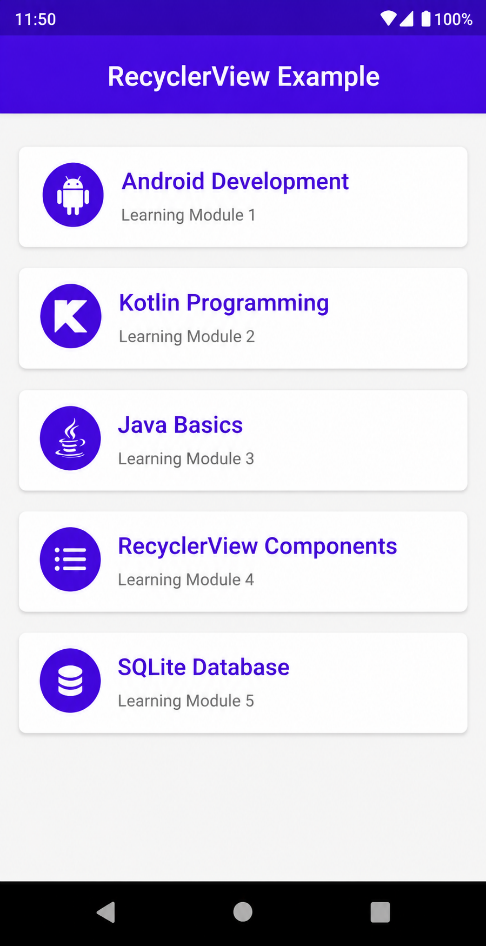 11:50
100%
RecyclerView Example
Android Development
Learning Module 1
Kotlin Programming
Learning Module 2
Java Basics
Learning Module 3
RecyclerView Components
Learning Module 4
SQLite Database
Learning Module 5